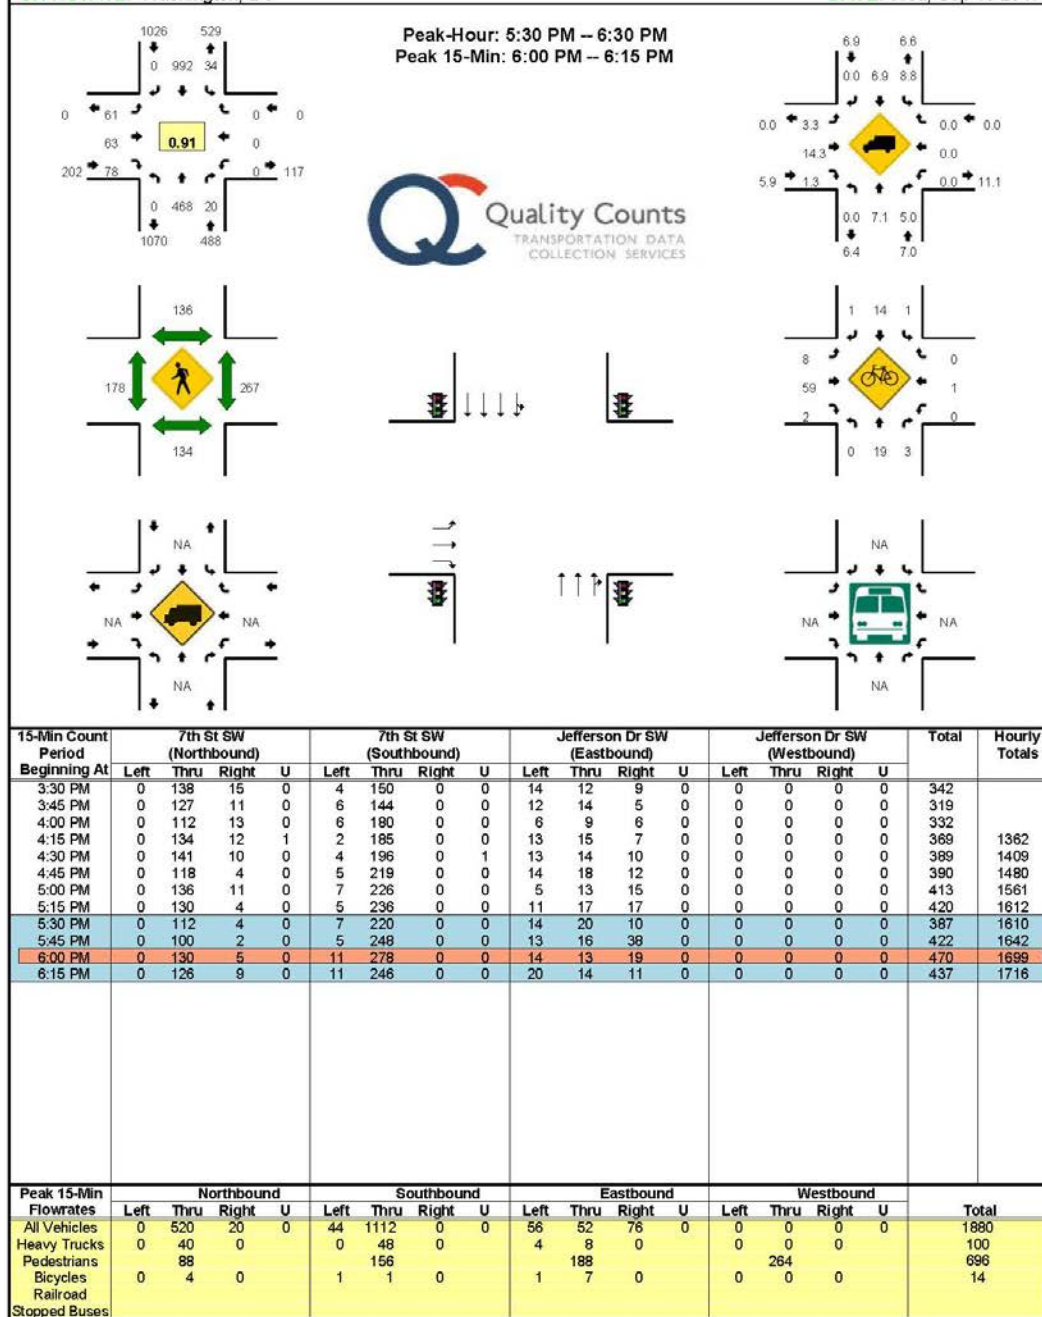 Peak-Hour: 5:30 PM -- 6:30 PM
Peak 15-Min: 6:00 PM -- 6:15 PM
1026 529
0 992 34
0 61 0 0
63 0.91 0
202 78 0 117
0 468 20
1070 488
6.9 6.6
0.0 6.9 8.8
0.0 3.3 0.0 0.0
14.3 0.0
5.9 1.3 0.0 11.1
0.0 7.1 5.0
6.4 7.0
QC Quality Counts
TRANSPORTATION DATA
COLLECTION SERVICES
136
178 267
134
1 14 1
8 0
59 1
2 0
0 19 3
NA
NA NA
NA
NA
NA NA
NA
15-Min Count Period Beginning At 7th St SW (Northbound) 7th St SW (Southbound) Jefferson Dr SW (Eastbound) Jefferson Dr SW (Westbound) Total Hourly Totals
Left Thru Right U Left Thru Right U Left Thru Right U Left Thru Right U
3:30 PM 0 138 15 0 4 150 0 0 14 12 9 0 0 0 0 0 342
3:45 PM 0 127 11 0 6 144 0 0 12 14 5 0 0 0 0 0 319
4:00 PM 0 112 13 0 6 180 0 0 6 9 6 0 0 0 0 0 332
4:15 PM 0 134 12 1 2 185 0 0 13 15 7 0 0 0 0 0 369 1362
4:30 PM 0 141 10 0 4 196 0 1 13 14 10 0 0 0 0 0 389 1409
4:45 PM 0 118 4 0 5 219 0 0 14 18 12 0 0 0 0 0 390 1480
5:00 PM 0 136 11 0 7 226 0 0 5 13 15 0 0 0 0 0 413 1561
5:15 PM 0 130 4 0 5 236 0 0 11 17 17 0 0 0 0 0 420 1612
5:30 PM 0 112 4 0 7 220 0 0 14 20 10 0 0 0 0 0 387 1610
5:45 PM 0 100 2 0 5 248 0 0 13 16 38 0 0 0 0 0 422 1642
6:00 PM 0 130 5 0 11 278 0 0 14 13 19 0 0 0 0 0 470 1699
6:15 PM 0 126 9 0 11 246 0 0 20 14 11 0 0 0 0 0 437 1716
Peak 15-Min Flowrates Northbound Southbound Eastbound Westbound Total
Left Thru Right U Left Thru Right U Left Thru Right U Left Thru Right U
All Vehicles 0 520 20 0 44 1112 0 0 56 52 76 0 0 0 0 0 1880
Heavy Trucks 0 40 0 0 48 0 4 8 0 0 0 0 100
Pedestrians 88 156 188 264 696
Bicycles 0 4 0 1 1 0 1 7 0 0 0 0 14
Railroad
Stopped Buses